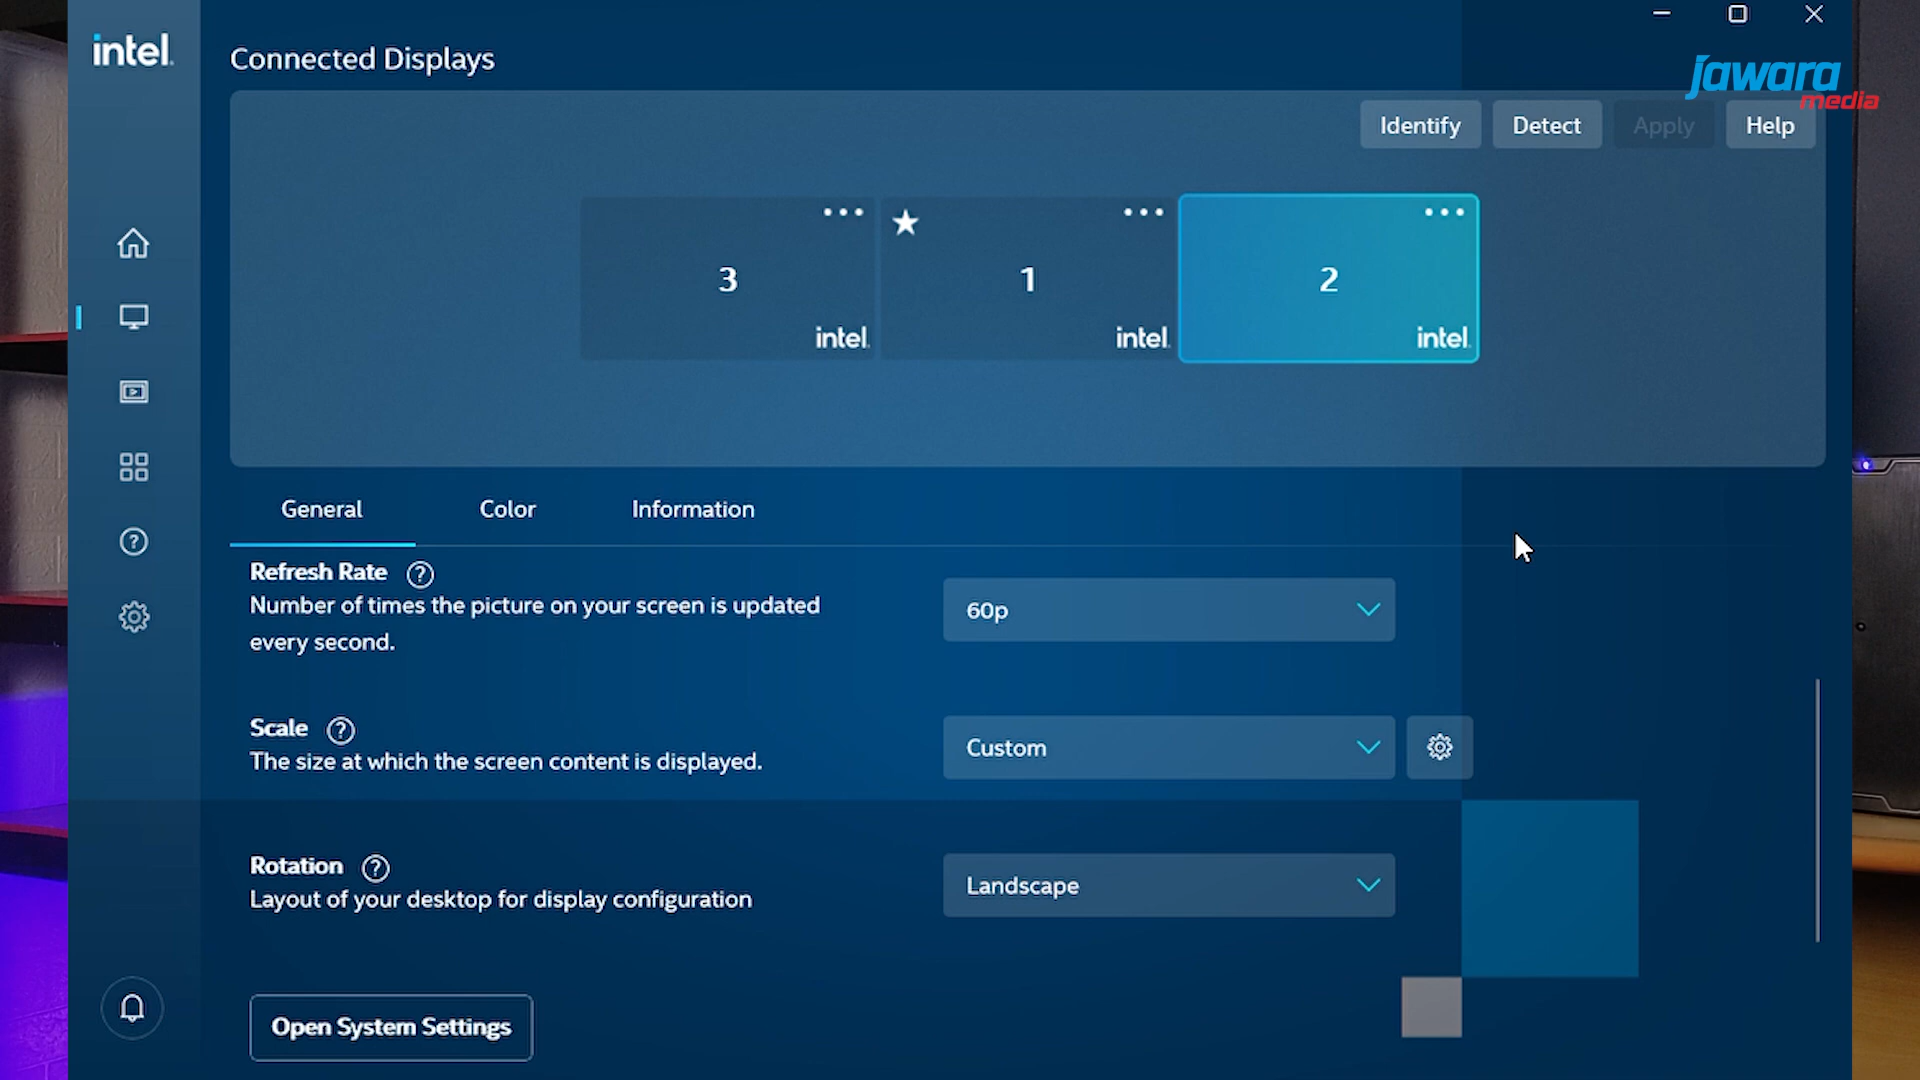 intel.
Connected Displays
jawara
media
Identify
Detect
Apply
Help
3
intel.
1
intel.
2
intel.
General
Color
Information
Refresh Rate ?
Number of times the picture on your screen is updated
every second.
60p
Scale ?
The size at which the screen content is displayed.
Custom
Rotation ?
Layout of your desktop for display configuration
Landscape
Open System Settings